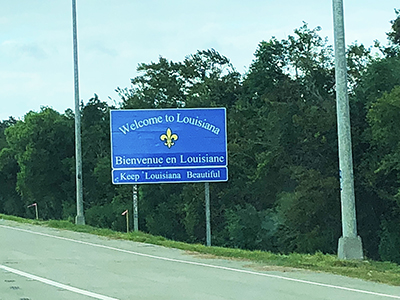 Welcome to Louisiana
Bienvenue en Louisiane
Keep Louisiana Beautiful